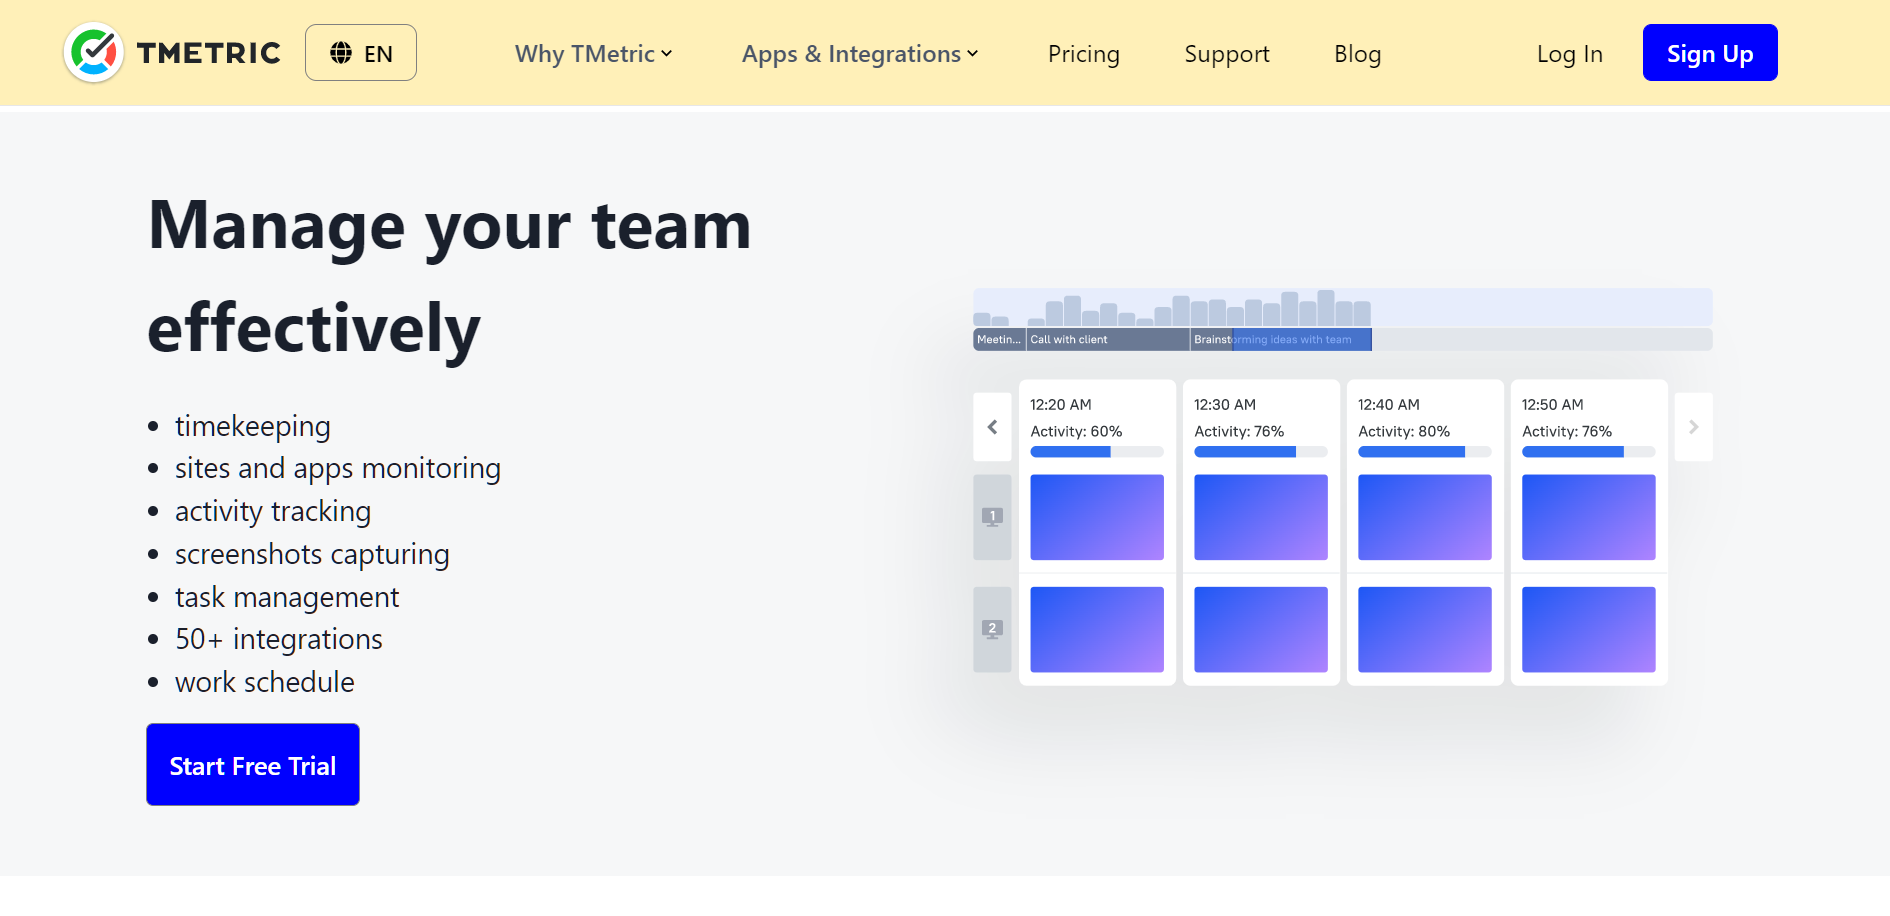 TMETRIC
EN
Why TMetric
Apps & Integrations
Pricing
Support
Blog
Log In
Sign Up
Manage your team
effectively
timekeeping
sites and apps monitoring
activity tracking
screenshots capturing
task management
50+ integrations
work schedule
Start Free Trial
Meetin... Call with client Brainstorming ideas with team
12:20 AM 12:30 AM 12:40 AM 12:50 AM
Activity: 60% Activity: 76% Activity: 80% Activity: 76%
1
2